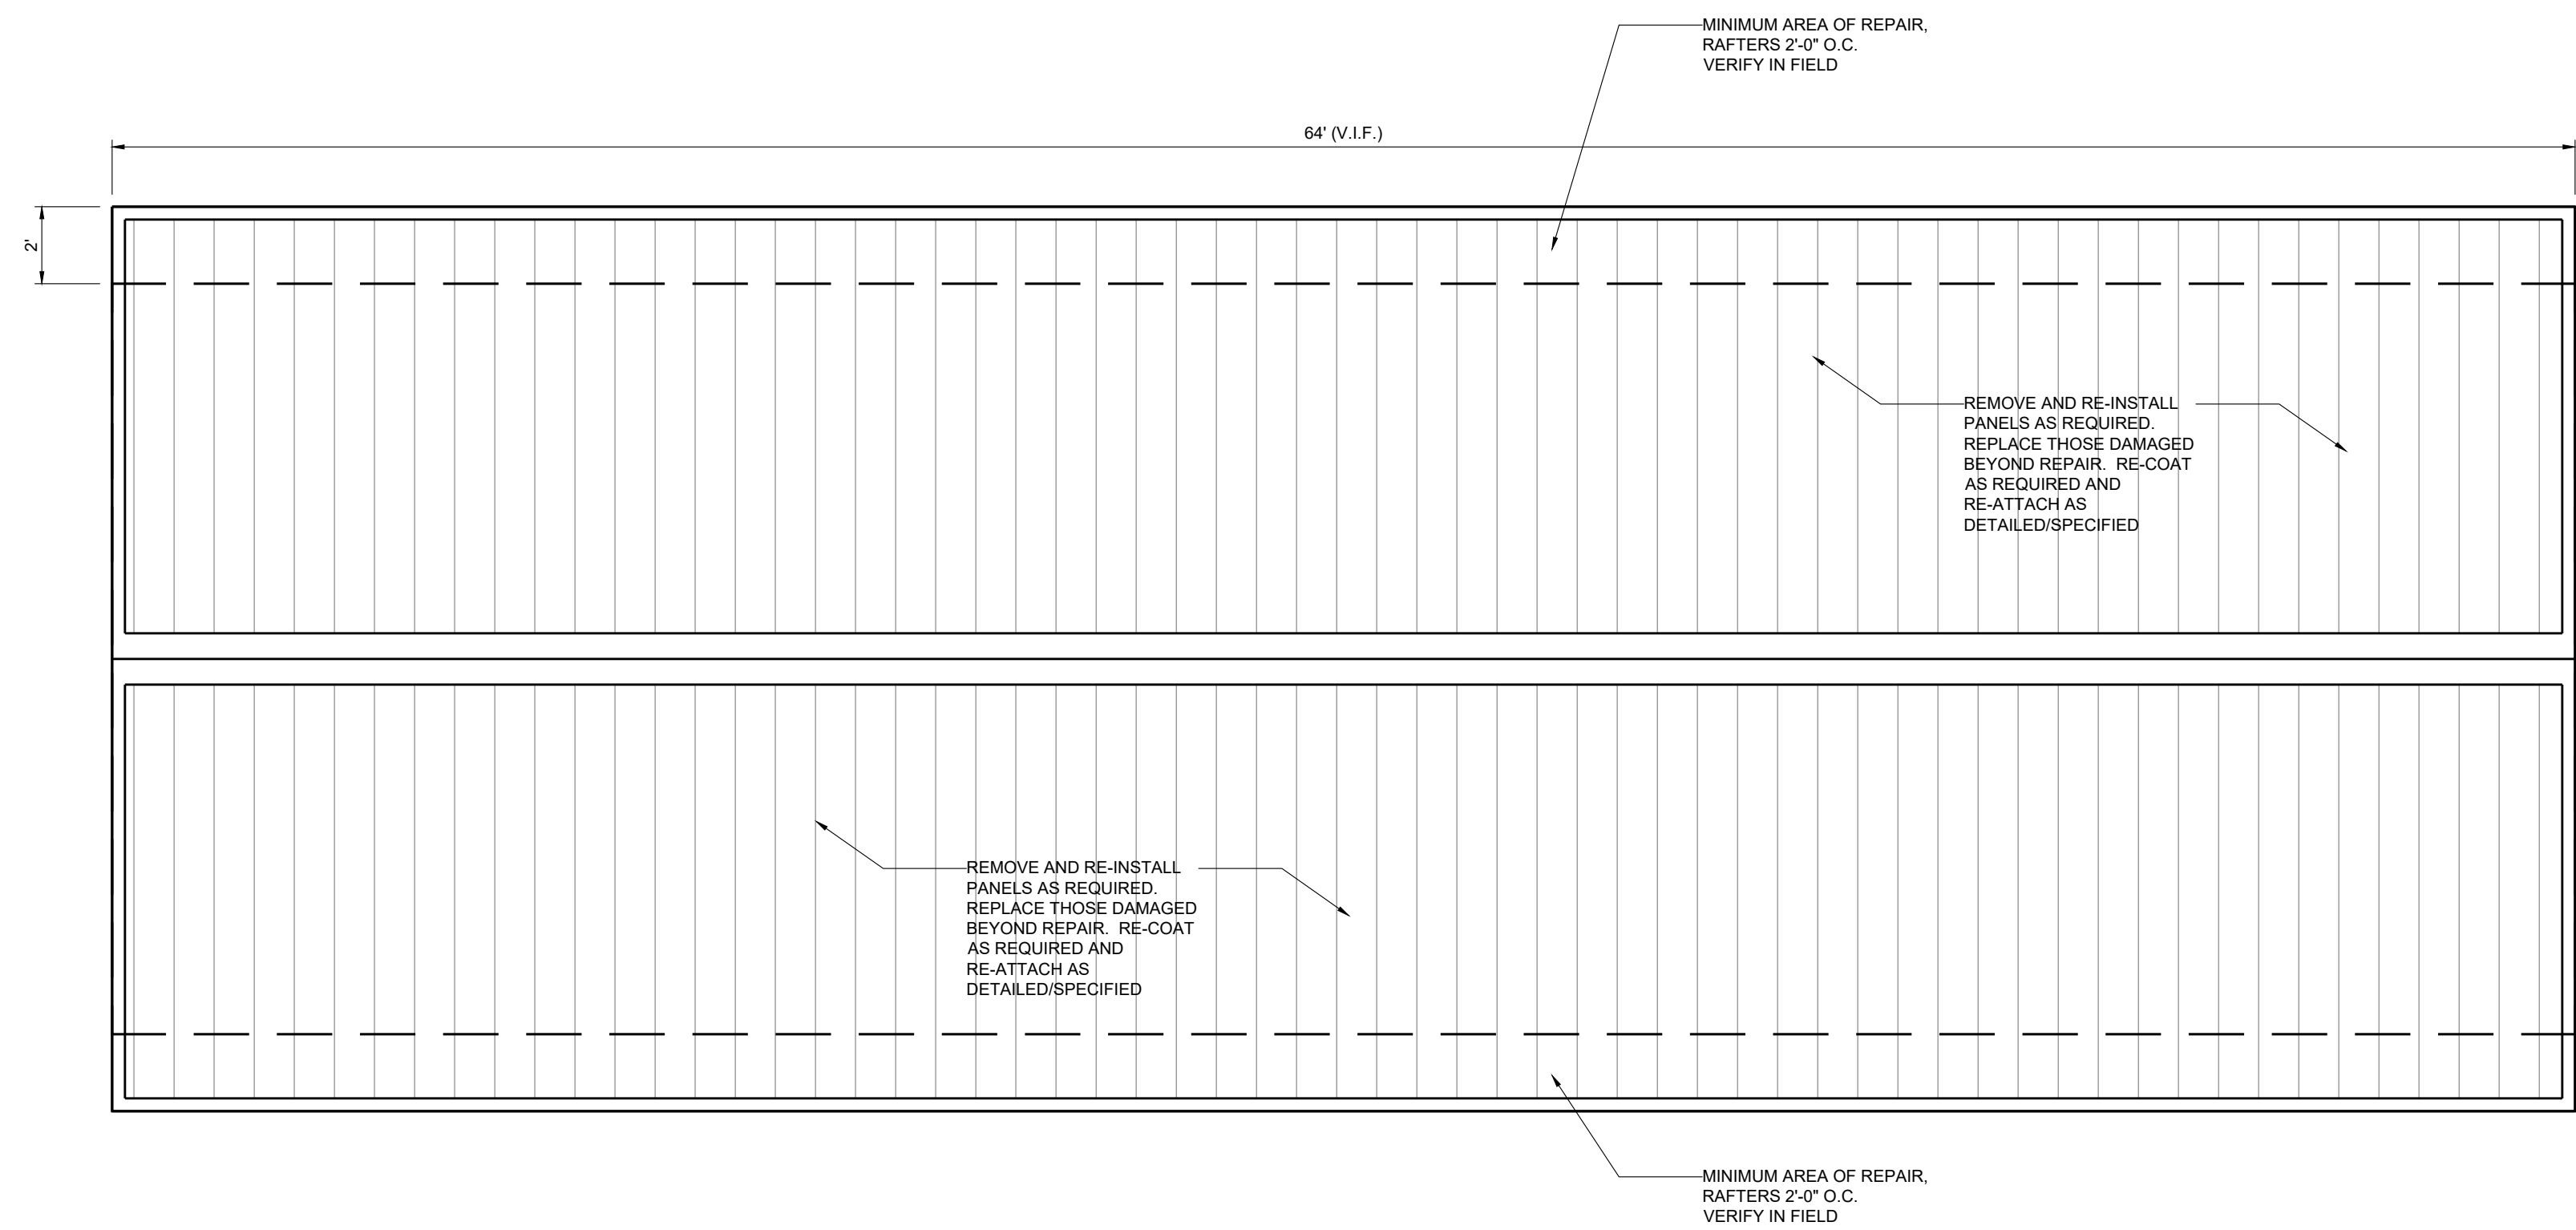 MINIMUM AREA OF REPAIR,
RAFTERS 2'-0" O.C.
VERIFY IN FIELD
64' (V.I.F.)
2'
REMOVE AND RE-INSTALL
PANELS AS REQUIRED.
REPLACE THOSE DAMAGED
BEYOND REPAIR.  RE-COAT
AS REQUIRED AND
RE-ATTACH AS
DETAILED/SPECIFIED
REMOVE AND RE-INSTALL
PANELS AS REQUIRED.
REPLACE THOSE DAMAGED
BEYOND REPAIR.  RE-COAT
AS REQUIRED AND
RE-ATTACH AS
DETAILED/SPECIFIED
MINIMUM AREA OF REPAIR,
RAFTERS 2'-0" O.C.
VERIFY IN FIELD